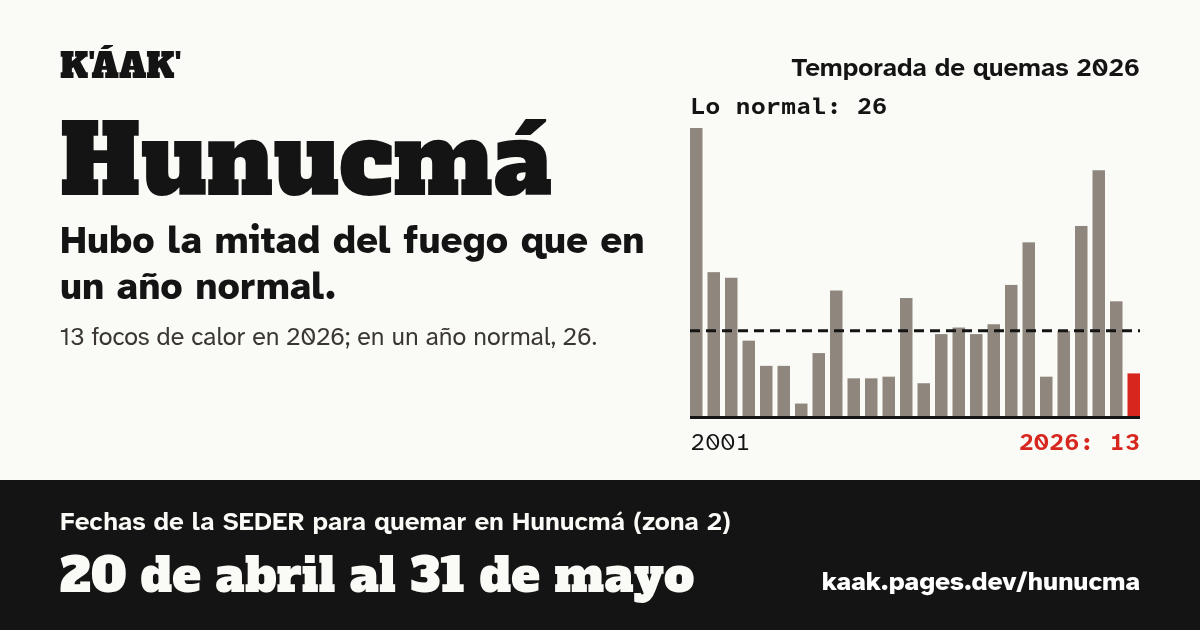 K'ÁAK'
Hunucmá
Hubo la mitad del fuego que en
un año normal.
13 focos de calor en 2026; en un año normal, 26.
Temporada de quemas 2026
Lo normal: 26
2001
2026: 13
Fechas de la SEDER para quemar en Hunucmá (zona 2)
20 de abril al 31 de mayo
kaak.pages.dev/hunucma